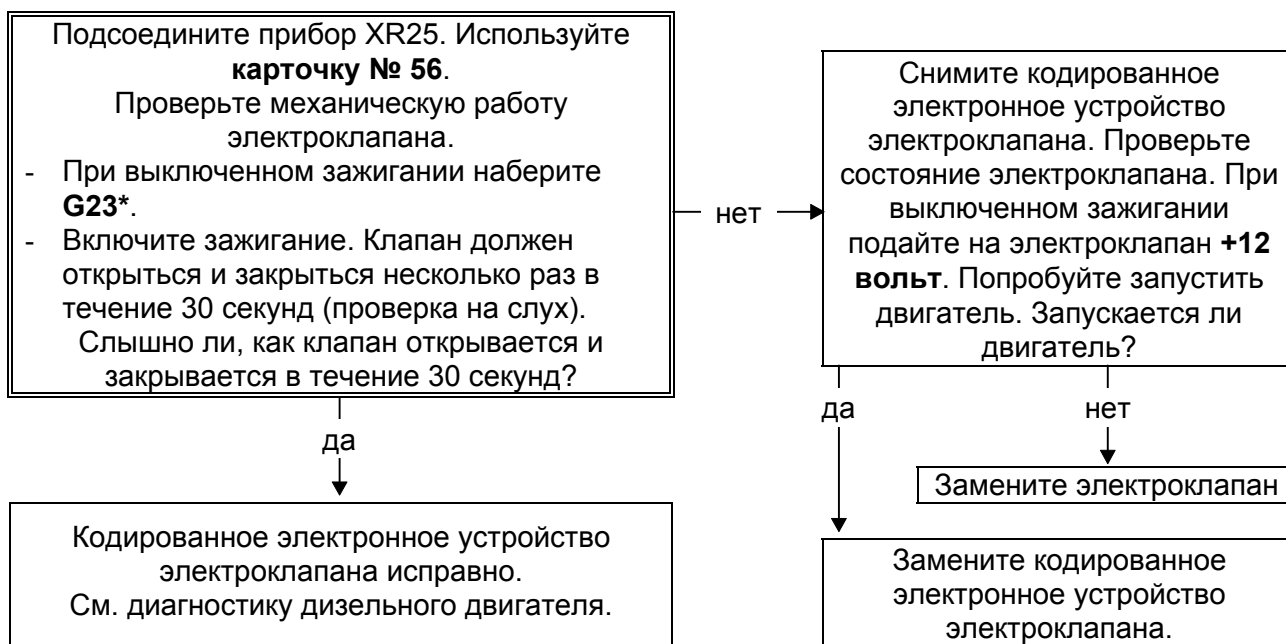 Подсоедините прибор XR25. Используйте
карточку № 56.
Проверьте механическую работу
электроклапана.
- При выключенном зажигании наберите
G23*.
- Включите зажигание. Клапан должен
открыться и закрыться несколько раз в
течение 30 секунд (проверка на слух).
Слышно ли, как клапан открывается и
закрывается в течение 30 секунд?
нет
Снимите кодированное
электронное устройство
электроклапана. Проверьте
состояние электроклапана. При
выключенном зажигании
подайте на электроклапан +12
вольт. Попробуйте запустить
двигатель. Запускается ли
двигатель?
да
Кодированное электронное устройство
электроклапана исправно.
См. диагностику дизельного двигателя.
да
нет
Замените электроклапан
Замените кодированное
электронное устройство
электроклапана.